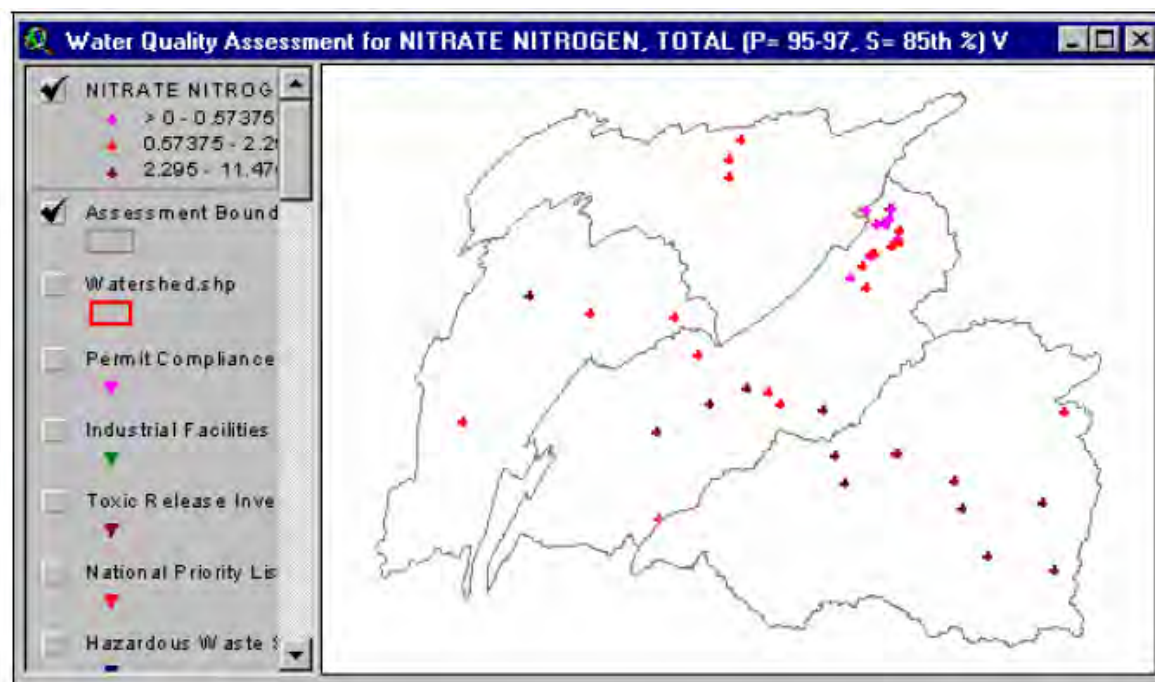 Water Quality Assessment for NITRATE NITROGEN, TOTAL (P= 95-97, S= 85th %) V
NITRATE NITROG
> 0 - 0.57375
0.57375 - 2.29
2.295 - 11.47
Assessment Bound
Watershed.shp
Permit Compliance
Industrial Facilities
Toxic Release Inve
National Priority Lis
Hazardous Waste S